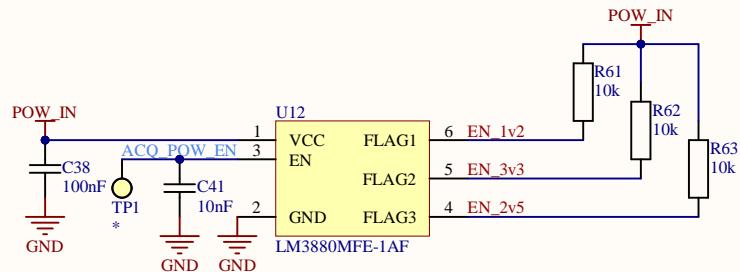 POW_IN
R61
10k
R62
10k
R63
10k
POW_IN
U12
1
VCC
FLAG1
6
EN_1v2
ACQ_POW_EN
3
EN
C38
100nF
C41
10nF
TP1
*
FLAG2
5
EN_3v3
2
GND
FLAG3
4
EN_2v5
GND
GND
GND
LM3880MFE-1AF